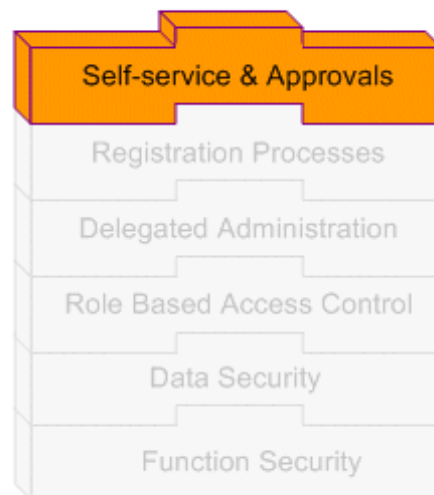 Self-service & Approvals
Registration Processes
Delegated Administration
Role Based Access Control
Data Security
Function Security